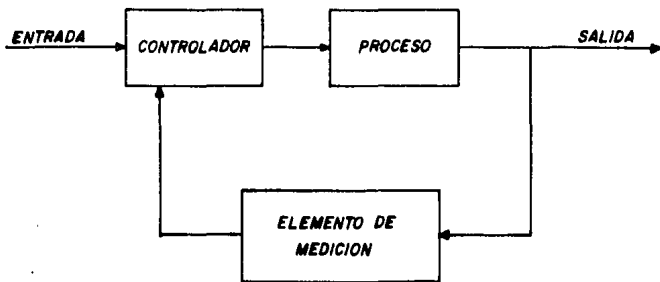 ENTRADA
CONTROLADOR
PROCESO
SALIDA
ELEMENTO DE
MEDICION